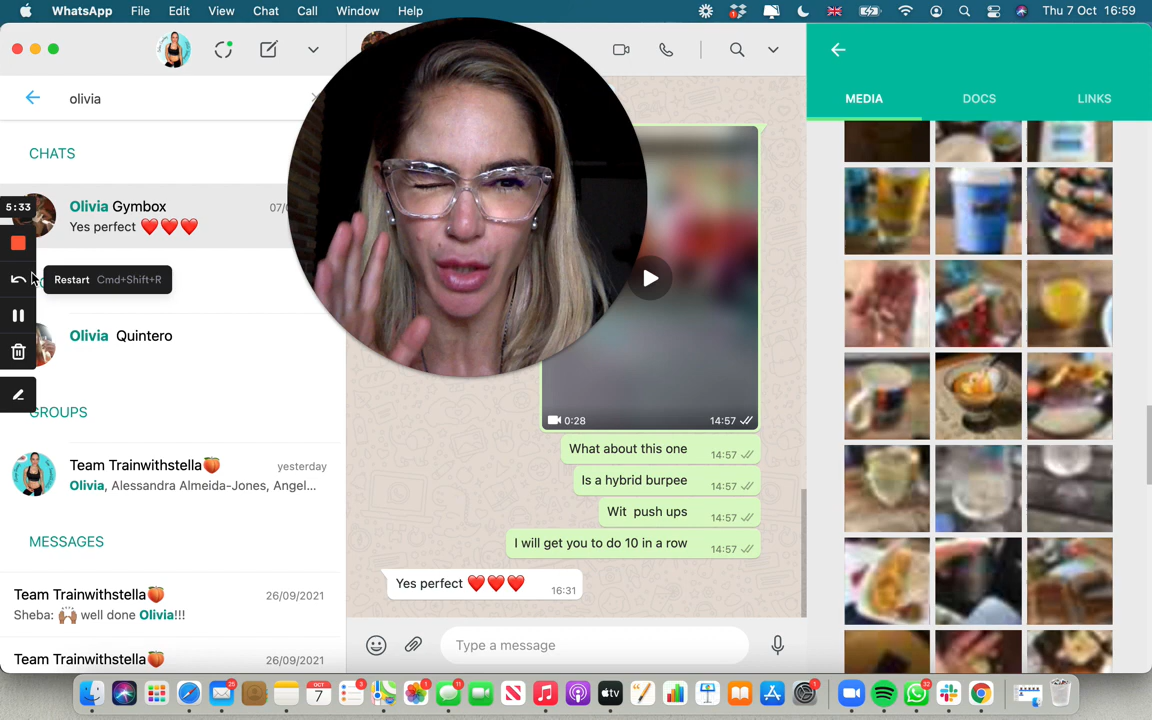 WhatsApp File Edit View Chat Call Window Help
Thu 7 Oct 16:59
olivia
MEDIA DOCS LINKS
CHATS
Olivia Gymbox 07/
Yes perfect ❤️❤️❤️
5:33
Restart Cmd+Shift+R
Olivia Quintero
GROUPS
Team Trainwithstella🍑 yesterday
Olivia, Alessandra Almeida-Jones, Angel...
MESSAGES
Team Trainwithstella🍑 26/09/2021
Sheba: 🙌🏽 well done Olivia!!!
Team Trainwithstella🍑 26/09/2021
0:28 14:57
What about this one 14:57
Is a hybrid burpee 14:57
Wit push ups 14:57
I will get you to do 10 in a row 14:57
Yes perfect ❤️❤️❤️ 16:31
Type a message
OCT
7
tv